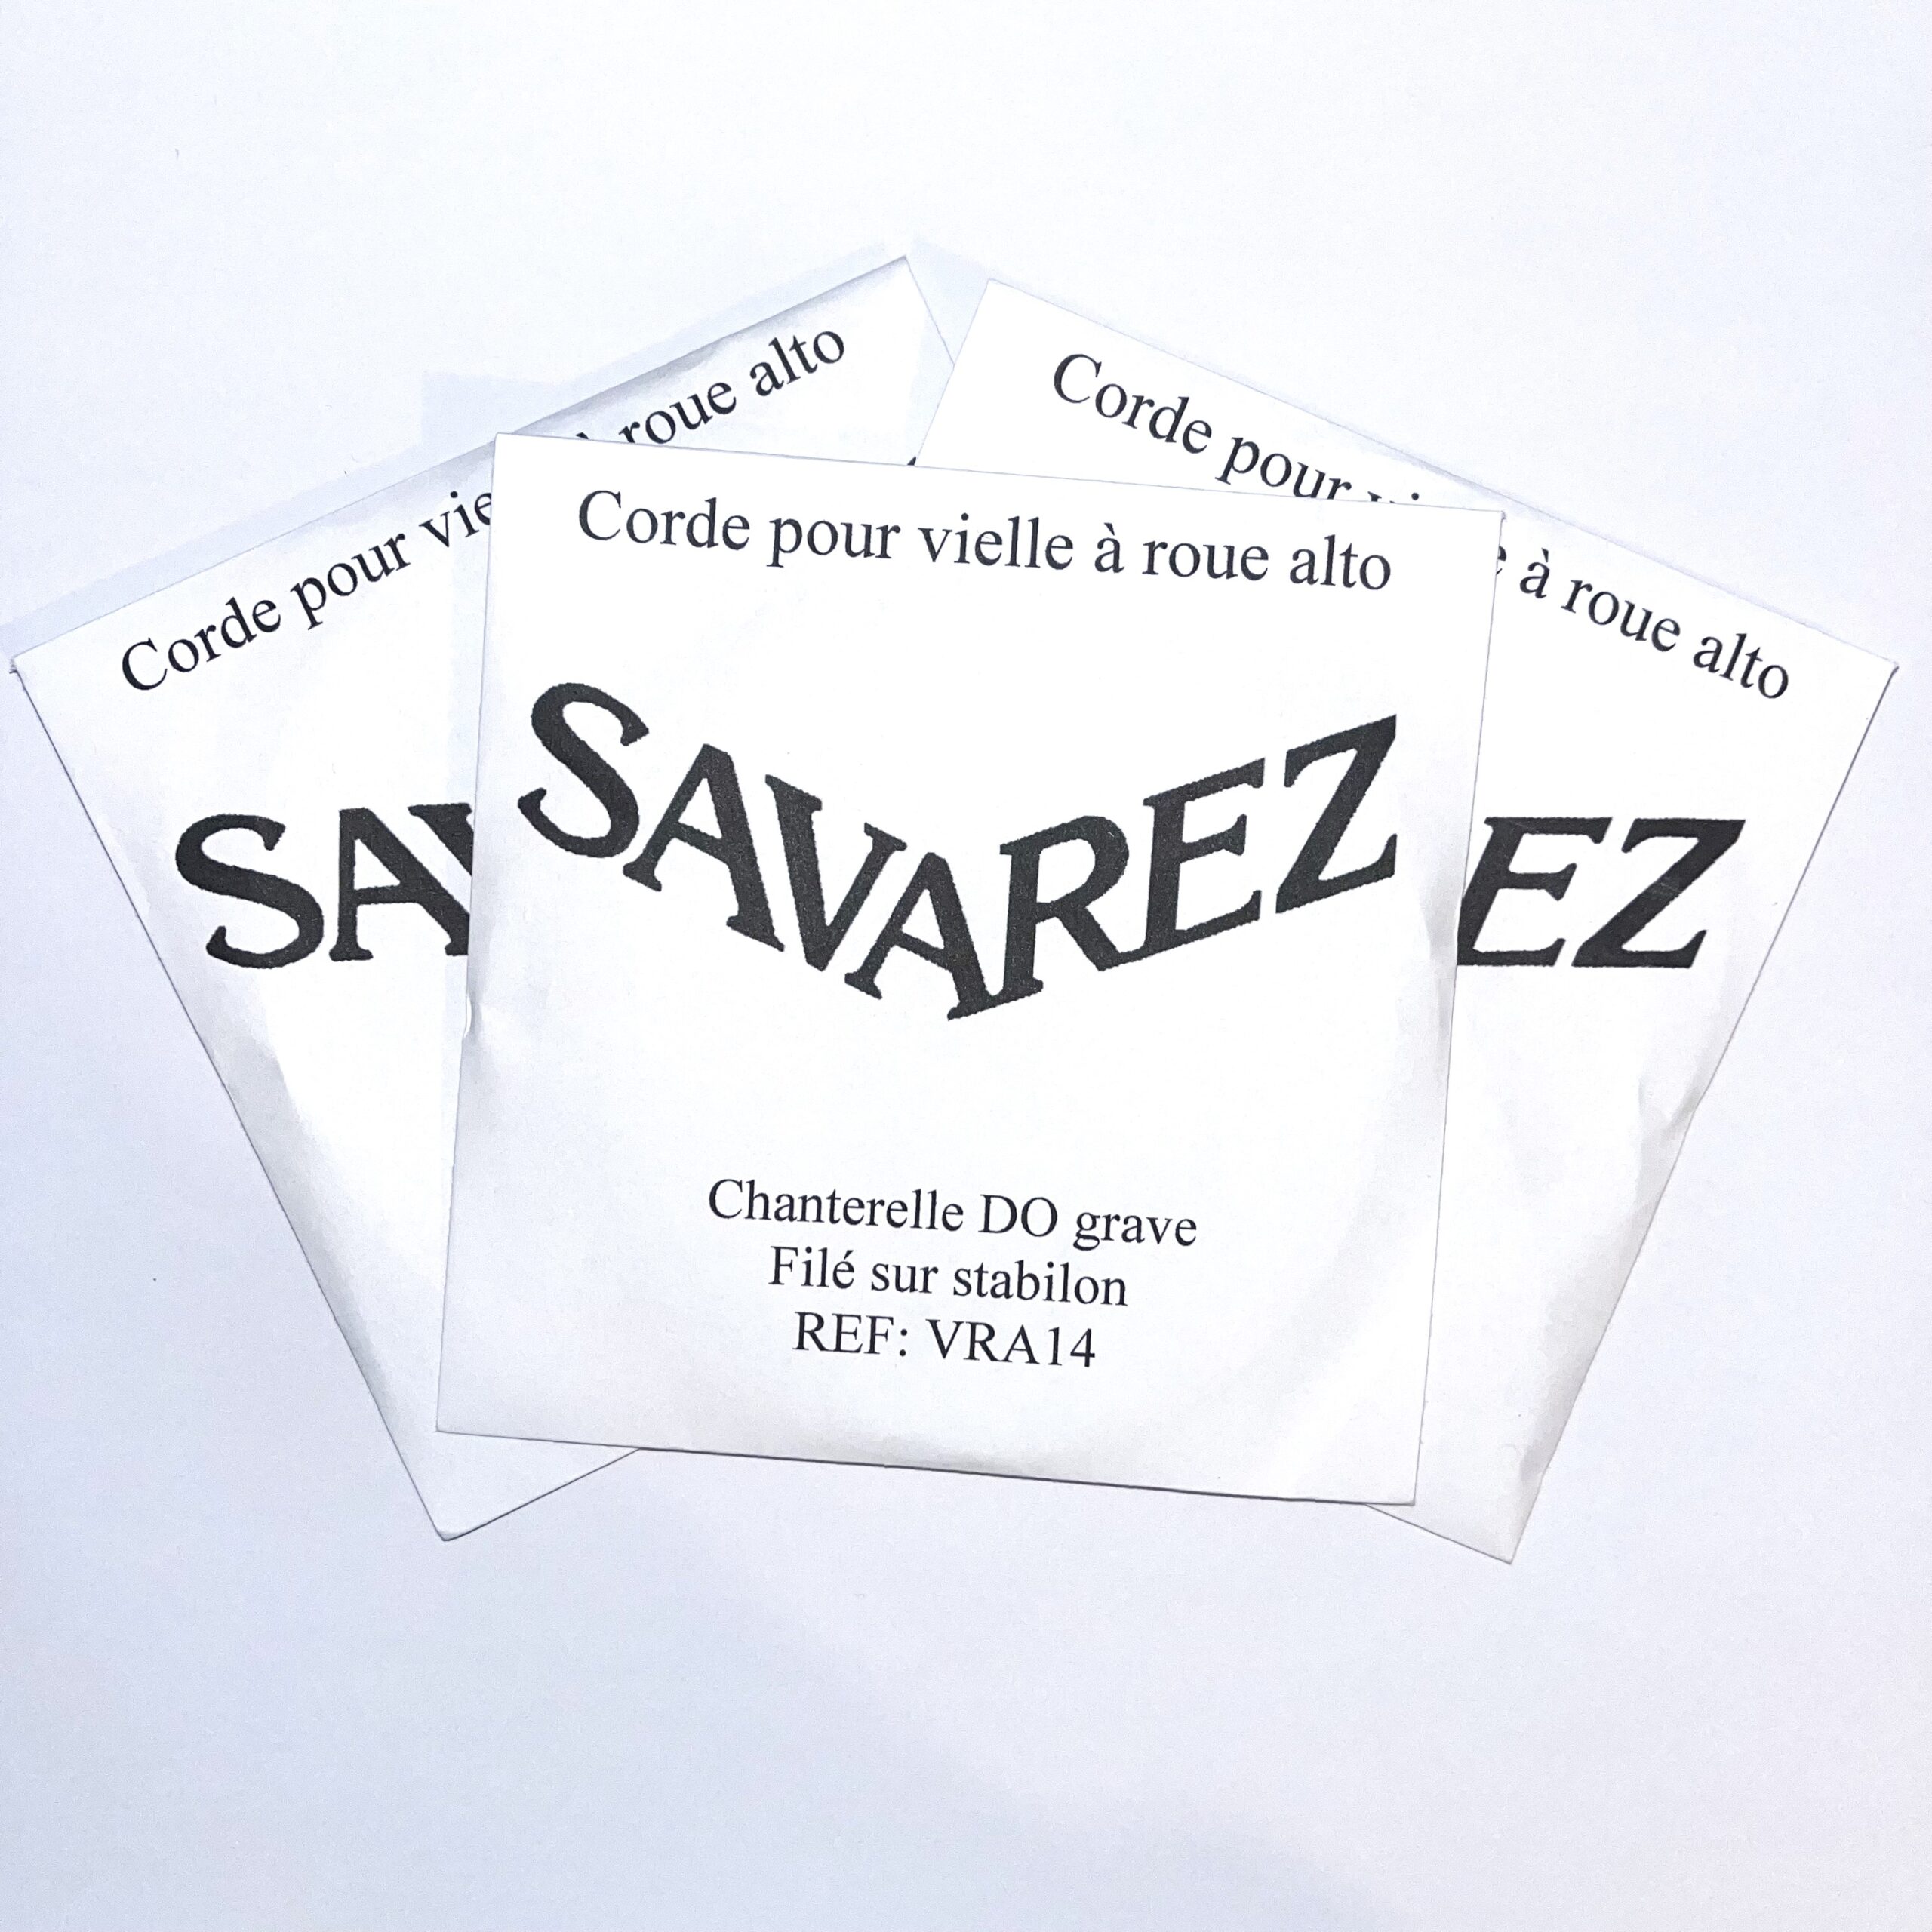 Corde pour
roue alto
SA
Corde pour
à roue alto
EZ
Corde pour vielle à roue alto
SAVAREZ
Chanterelle DO grave
Filé sur stabilon
REF: VRA14